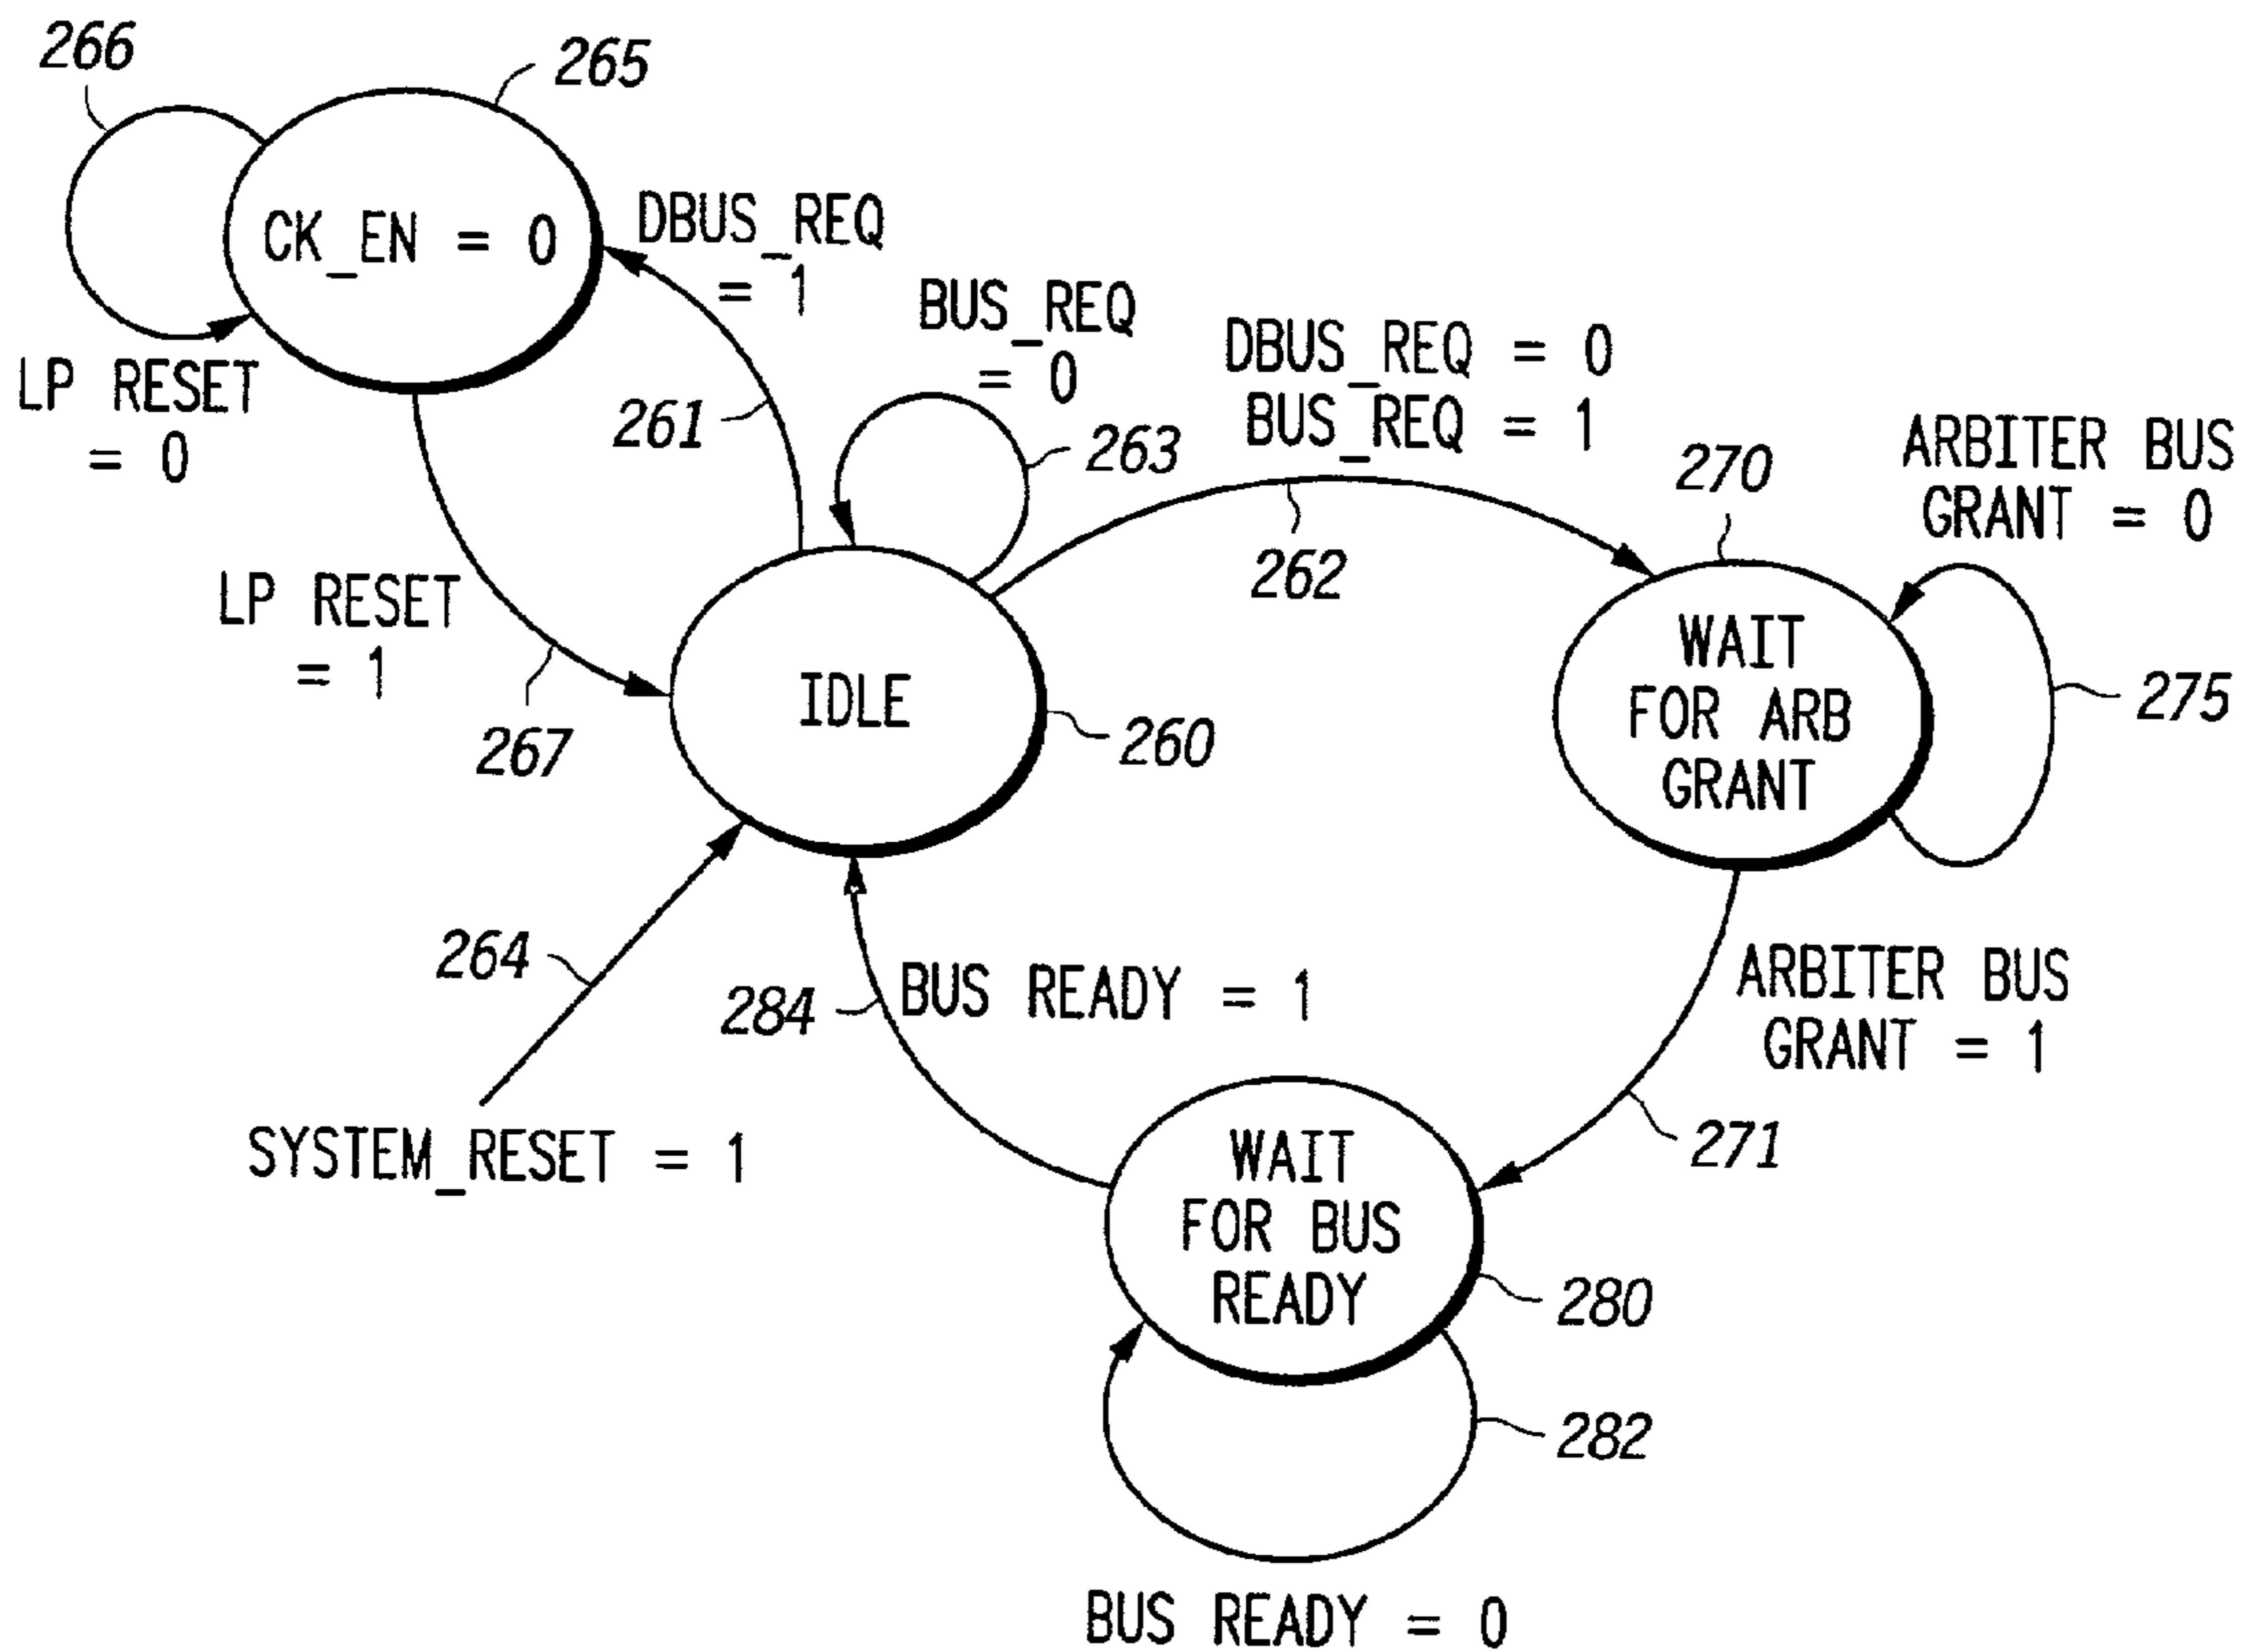 266
265
CK_EN = 0
DBUS_REQ
= 1
LP RESET
= 0
261
BUS_REQ
= 0
263
DBUS_REQ = 0
BUS_REQ = 1
262
270
ARBITER BUS
GRANT = 0
LP RESET
= 1
267
IDLE
260
WAIT
FOR ARB
GRANT
275
264
SYSTEM_RESET = 1
284
BUS READY = 1
ARBITER BUS
GRANT = 1
271
WAIT
FOR BUS
READY
280
282
BUS READY = 0